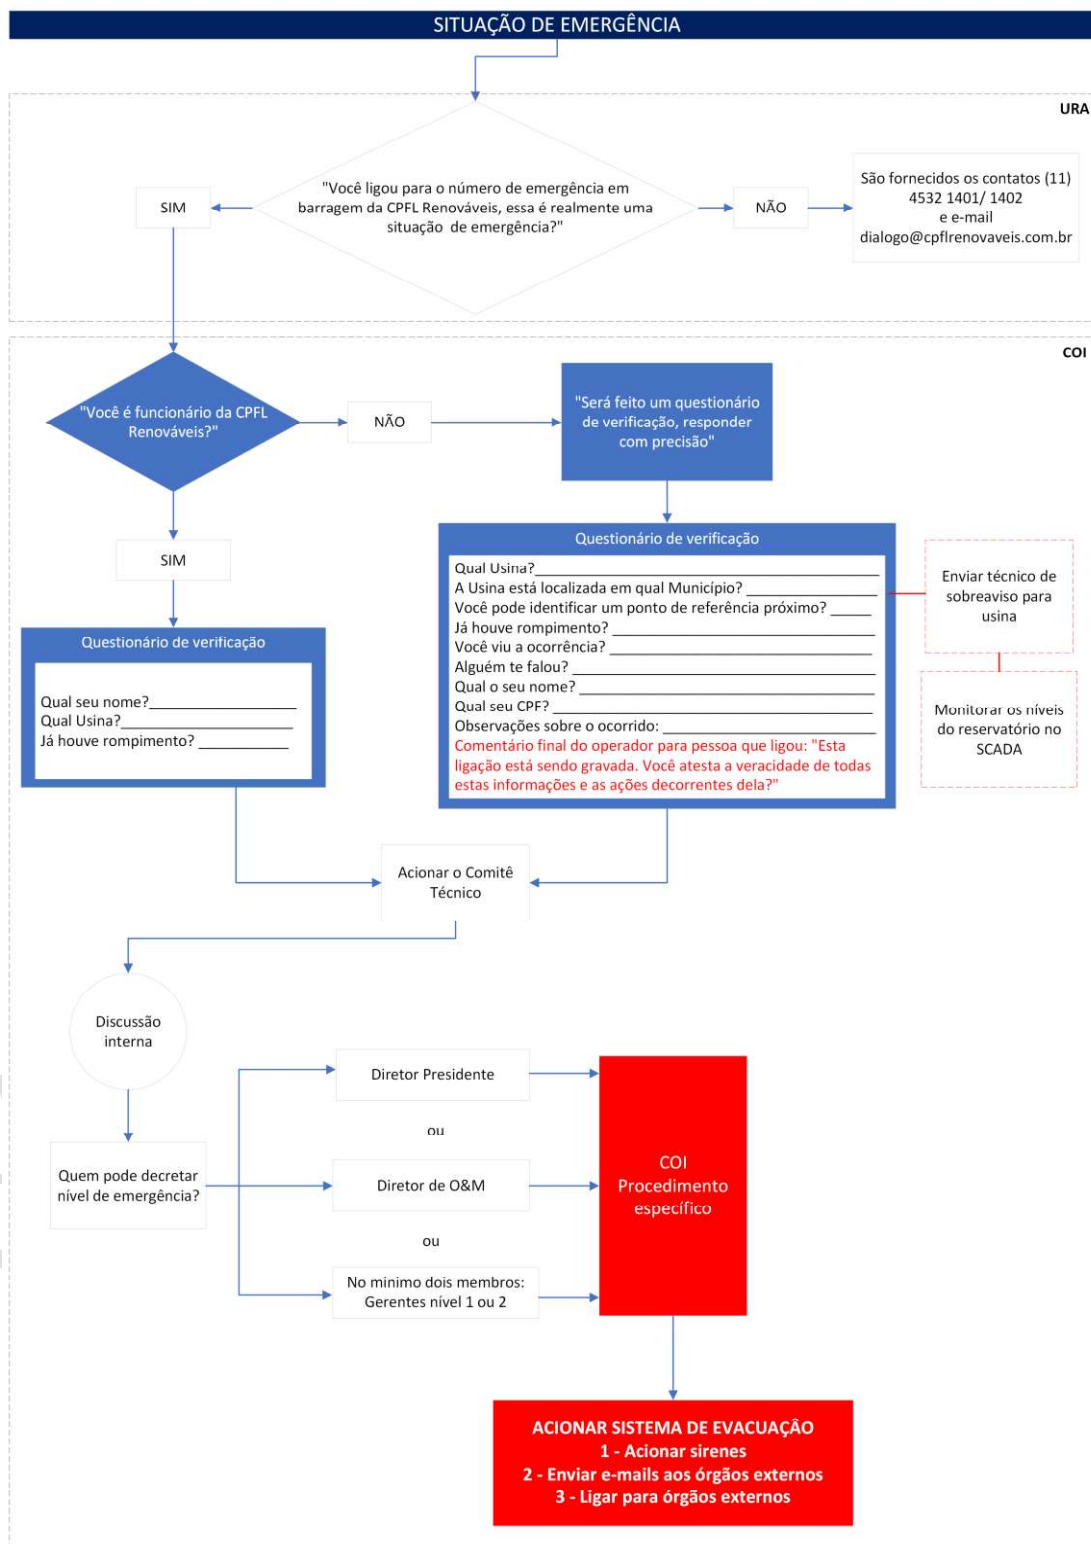 SITUAÇÃO DE EMERGÊNCIA
URA
"Você ligou para o número de emergência em
barragem da CPFL Renováveis, essa é realmente uma
situação de emergência?"
SIM
NÃO
São fornecidos os contatos (11)
4532 1401/ 1402
e e-mail
dialogo@cpflrenovaveis.com.br
COI
"Você é funcionário da CPFL
Renováveis?"
NÃO
"Será feito um questionário
de verificação, responder
com precisão"
SIM
Questionário de verificação
Qual seu nome?
Qual Usina?
Já houve rompimento?
Questionário de verificação
Qual Usina?
A Usina está localizada em qual Município?
Você pode identificar um ponto de referência próximo?
Já houve rompimento?
Você viu a ocorrência?
Alguém te falou?
Qual o seu nome?
Qual seu CPF?
Observações sobre o ocorrido:
Comentário final do operador para pessoa que ligou: "Esta
ligação está sendo gravada. Você atesta a veracidade de todas
estas informações e as ações decorrentes dela?"
Enviar técnico de
sobreaviso para
usina
Monitorar os níveis
do reservatório no
SCADA
Acionar o Comitê
Técnico
Discussão
interna
Quem pode decretar
nível de emergência?
Diretor Presidente
ou
Diretor de O&M
ou
No minimo dois membros:
Gerentes nível 1 ou 2
COI
Procedimento
específico
ACIONAR SISTEMA DE EVACUAÇÂO
1 - Acionar sirenes
2 - Enviar e-mails aos órgãos externos
3 - Ligar para órgãos externos